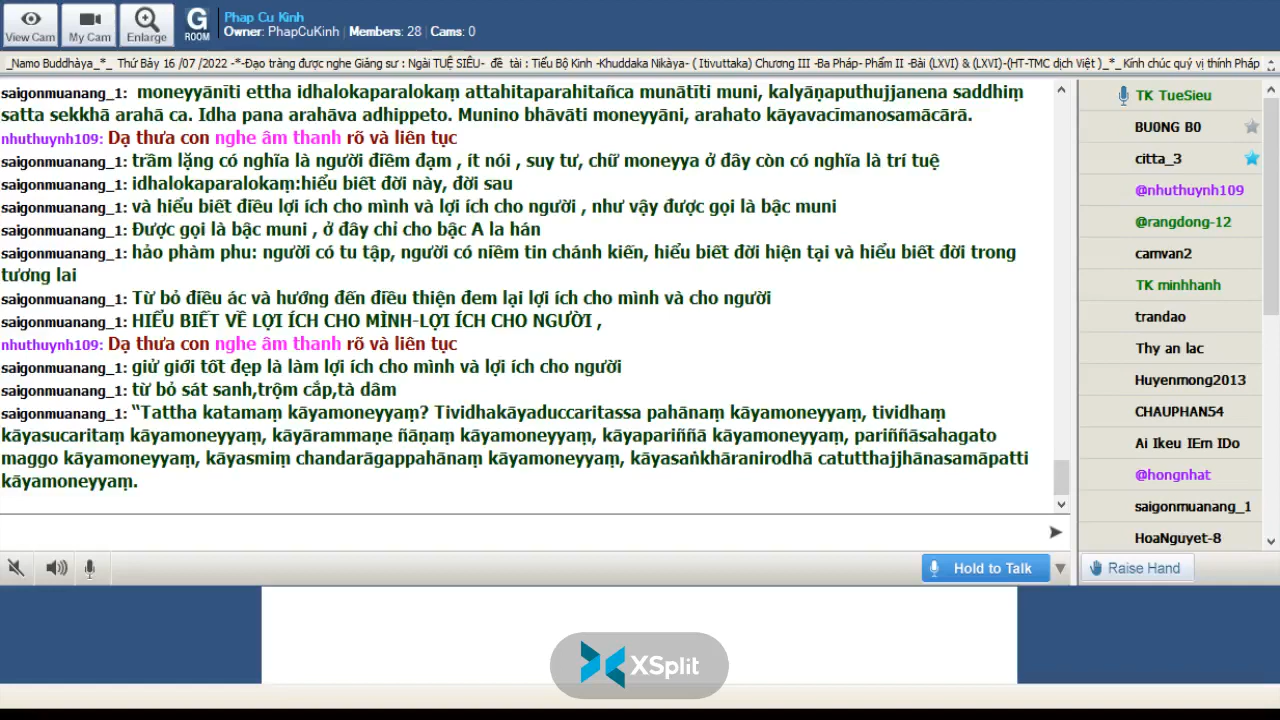 View Cam
My Cam
Enlarge
G
ROOM
Phap Cu Kinh
Owner: PhapCuKinh | Members: 28 | Cams: 0
_Namo Buddhàya_*_ Thứ Bảy 16 /07 /2022 -*-Đạo tràng được nghe Giảng sư : Ngài TUỆ SIÊU- đề tài : Tiểu Bộ Kinh -Khuddaka Nikàya- ( Itivuttaka) Chương III -Ba Pháp- Phẩm II -Bài (LXVI) & (LXVI)-(HT-TMC dịch Việt )_*_ Kính chúc quý vị thính Pháp
saigonmuanang_1: moneyyānīti ettha idhalokaparalokaṃ attahitaparahitañca munātīti muni, kalyāṇaputhujjanena saddhiṃ
satta sekkhā arahā ca. Idha pana arahāva adhippeto. Munino bhāvāti moneyyāni, arahato kāyavacīmanosamācārā.
nhuthuynh109: Dạ thưa con nghe âm thanh rõ và liên tục
saigonmuanang_1: trầm lặng có nghĩa là người điềm đạm , ít nói , suy tư, chữ moneyya ở đây còn có nghĩa là trí tuệ
saigonmuanang_1: idhalokaparalokaṃ:hiểu biết đời này, đời sau
saigonmuanang_1: và hiểu biết điều lợi ích cho mình và lợi ích cho người , như vậy được gọi là bậc muni
saigonmuanang_1: Được gọi là bậc muni , ở đây chỉ cho bậc A la hán
saigonmuanang_1: hảo phàm phu: người có tu tập, người có niềm tin chánh kiến, hiểu biết đời hiện tại và hiểu biết đời trong
tương lai
saigonmuanang_1: Từ bỏ điều ác và hướng đến điều thiện đem lại lợi ích cho mình và cho người
saigonmuanang_1: HIỂU BIẾT VỀ LỢI ÍCH CHO MÌNH-LỢI ÍCH CHO NGƯỜI ,
nhuthuynh109: Dạ thưa con nghe âm thanh rõ và liên tục
saigonmuanang_1: giử giới tốt đẹp là làm lợi ích cho mình và lợi ích cho người
saigonmuanang_1: từ bỏ sát sanh,trộm cắp,tà dâm
saigonmuanang_1: “Tattha katamaṃ kāyamoneyyaṃ? Tividhakāyaduccaritassa pahānaṃ kāyamoneyyaṃ, tividhaṃ
kāyasucaritaṃ kāyamoneyyaṃ, kāyārammaṇe ñāṇaṃ kāyamoneyyaṃ, kāyapariññā kāyamoneyyaṃ, pariññāsahagato
maggo kāyamoneyyaṃ, kāyasmiṃ chandarāgappahānaṃ kāyamoneyyaṃ, kāyasaṅkhāranirodhā catutthajjhānasamāpatti
kāyamoneyyaṃ.
TK TueSieu
BU0NG B0
citta_3
@nhuthuynh109
@rangdong-12
camvan2
TK minhhanh
trandao
Thy an lac
Huyenmong2013
CHAUPHAN54
Ai Ikeu IErn IDo
@hongnhat
saigonmuanang_1
HoaNguyet-8
Hold to Talk
Raise Hand
XSplit